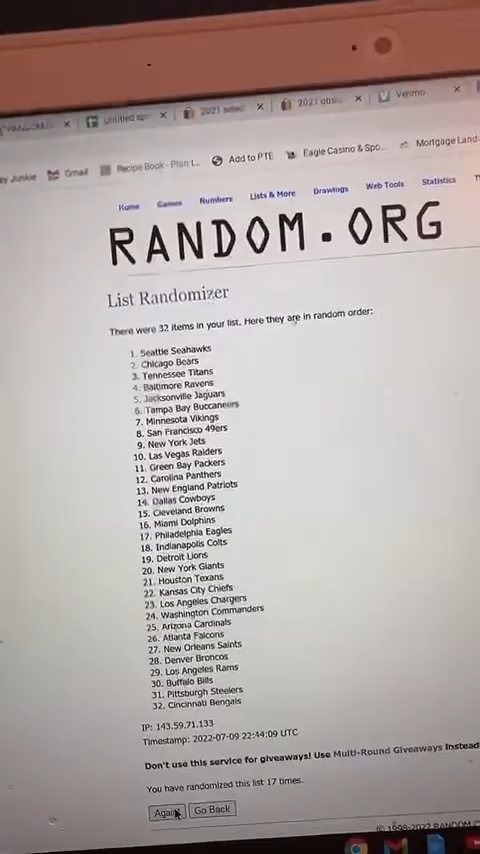 2021 select
2021 obsi
Venmo
Gmail
Recipe Book - Plan t...
Add to PTE
Eagle Casino & Spo...
Mortgage Land
Home Games Numbers Lists & More Drawings Web Tools Statistics
RANDOM.ORG
List Randomizer
There were 32 items in your list. Here they are in random order:
1. Seattle Seahawks
2. Chicago Bears
3. Tennessee Titans
4. Baltimore Ravens
5. Jacksonville Jaguars
6. Tampa Bay Buccaneers
7. Minnesota Vikings
8. San Francisco 49ers
9. New York Jets
10. Las Vegas Raiders
11. Green Bay Packers
12. Carolina Panthers
13. New England Patriots
14. Dallas Cowboys
15. Cleveland Browns
16. Miami Dolphins
17. Philadelphia Eagles
18. Indianapolis Colts
19. Detroit Lions
20. New York Giants
21. Houston Texans
22. Kansas City Chiefs
23. Los Angeles Chargers
24. Washington Commanders
25. Arizona Cardinals
26. Atlanta Falcons
27. New Orleans Saints
28. Denver Broncos
29. Los Angeles Rams
30. Buffalo Bills
31. Pittsburgh Steelers
32. Cincinnati Bengals
IP: 143.59.71.133
Timestamp: 2022-07-09 22:44:09 UTC
Don't use this service for giveaways! Use Multi-Round Giveaways instead
You have randomized this list 17 times.
Again! Go Back
© 1998-2022 RANDOM.O